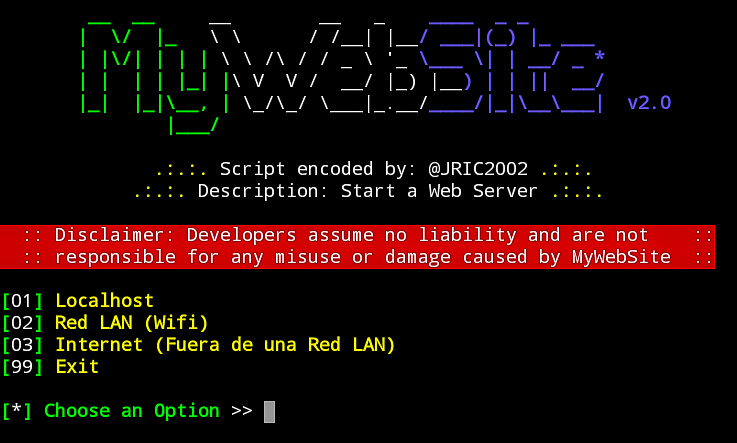 MyWebSite v2.0
.:.:. Script encoded by: @JRIC2002 .:.:.
.:.:. Description: Start a Web Server .:.:.
:: Disclaimer: Developers assume no liability and are not ::
:: responsible for any misuse or damage caused by MyWebSite ::
[01] Localhost
[02] Red LAN (Wifi)
[03] Internet (Fuera de una Red LAN)
[99] Exit
[*] Choose an Option >>